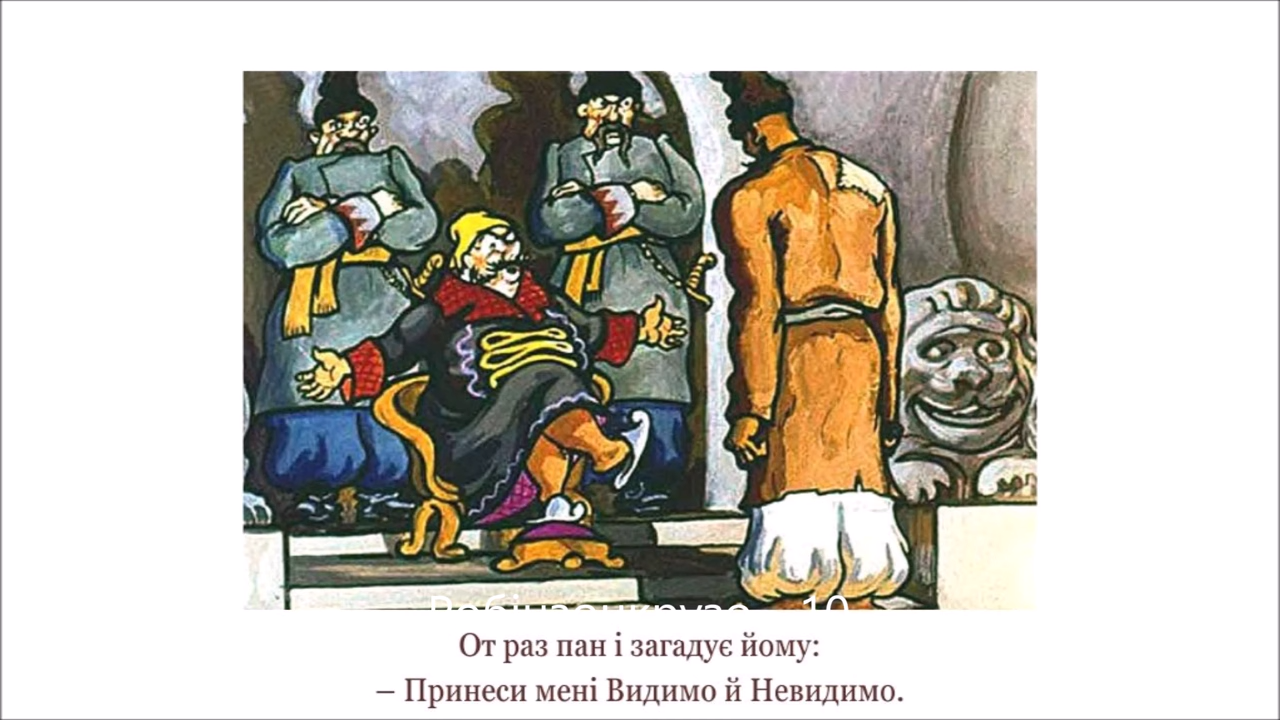 От раз пан і загадує йому:
– Принеси мені Видимо й Невидимо.